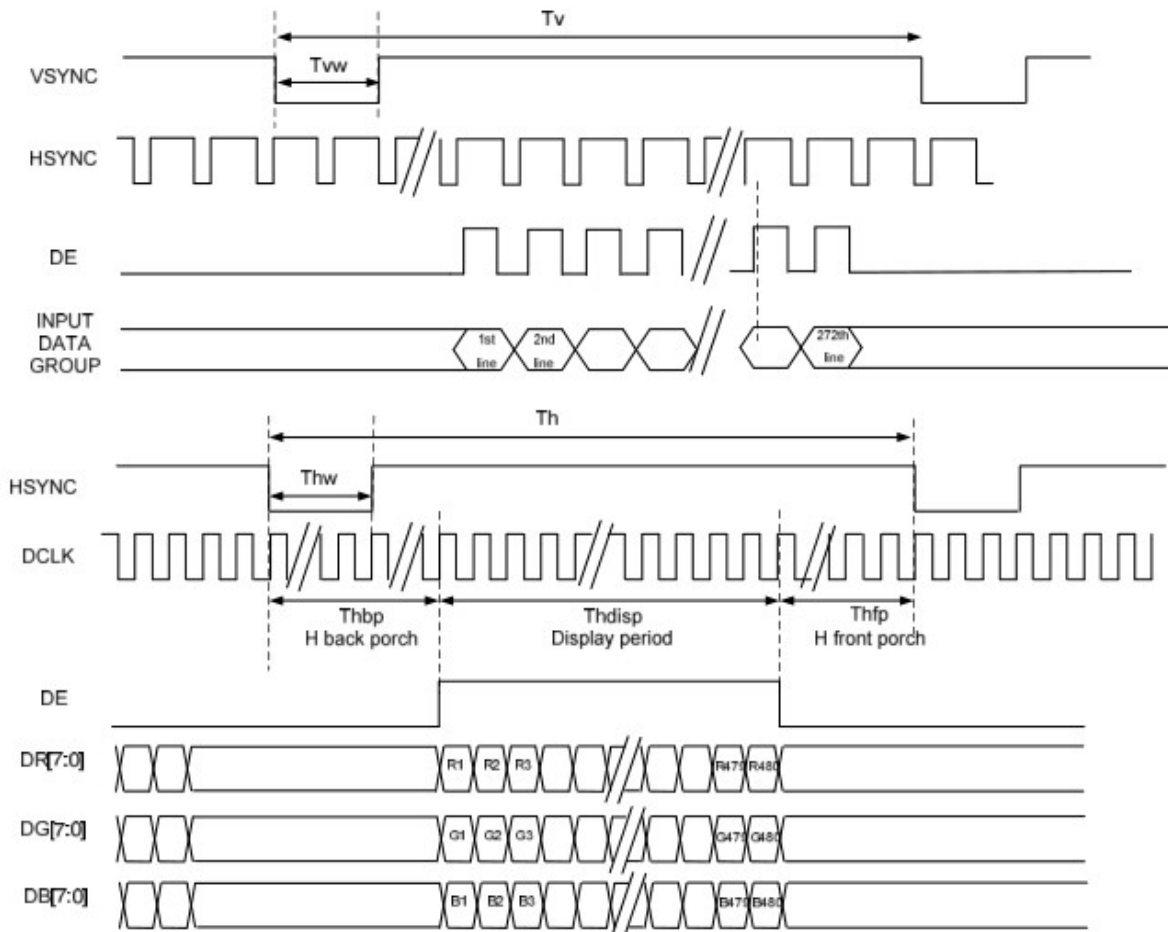 Tv
VSYNC
Tvw
HSYNC
DE
INPUT
DATA
GROUP
1st
line
2nd
line
272th
line
Th
HSYNC
Thw
DCLK
Thbp
H back porch
Thdisp
Display period
Thfp
H front porch
DE
DR[7:0]
R1 R2 R3 R479 R480
DG[7:0]
G1 G2 G3 G479 G480
DB[7:0]
B1 B2 B3 B479 B480